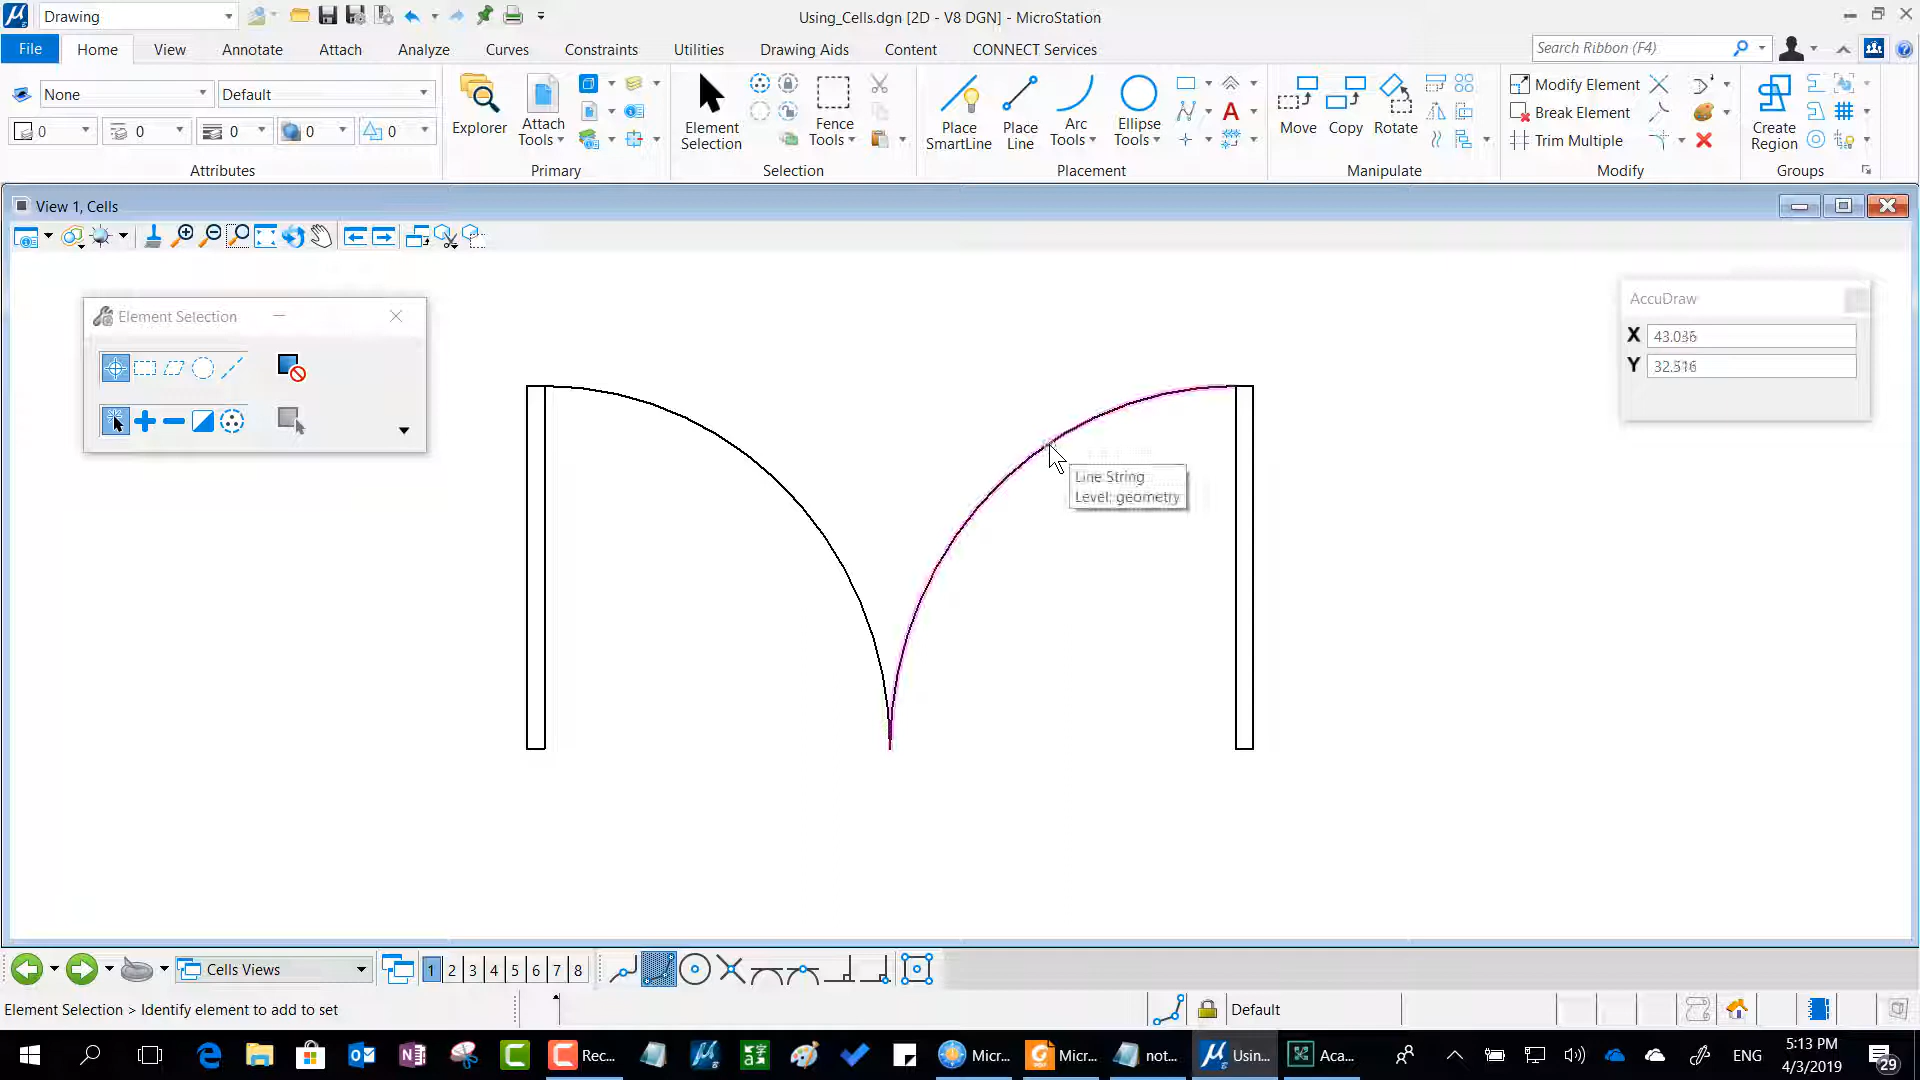 Drawing
Using_Cells.dgn [2D - V8 DGN] - MicroStation
File
Home
View
Annotate
Attach
Analyze
Curves
Constraints
Utilities
Drawing Aids
Content
CONNECT Services
Search Ribbon (F4)
None
Default
0
0
0
0
0
Attributes
Explorer
Attach Tools
Primary
Element Selection
Fence Tools
Selection
Place SmartLine
Place Line
Arc Tools
Ellipse Tools
Placement
Move
Copy
Rotate
Manipulate
Modify Element
Break Element
Trim Multiple
Modify
Create Region
Groups
View 1, Cells
Element Selection
AccuDraw
X 43.036
Y 32.516
Line String
Level: geometry
Cells Views
1 2 3 4 5 6 7 8
Element Selection > Identify element to add to set
Default
Rec...
Micr...
Micr...
not...
Usin...
Aca...
ENG
5:13 PM
4/3/2019
29